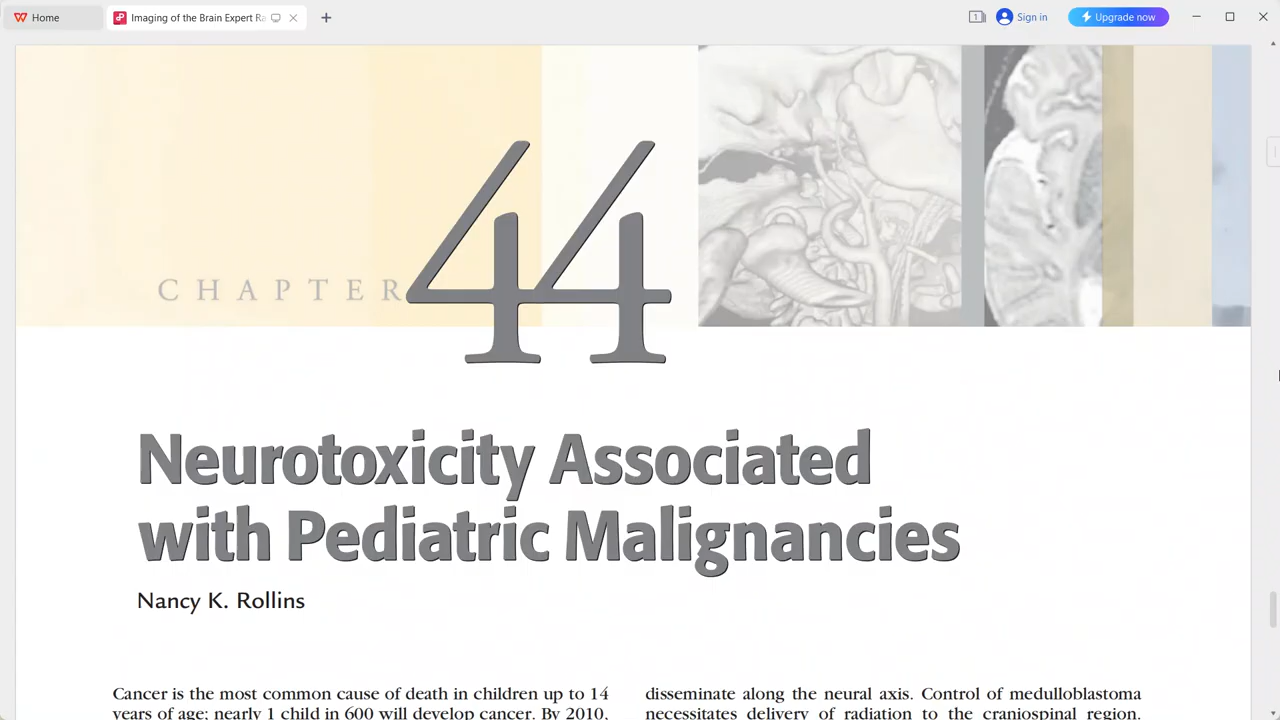 Home
Imaging of the Brain Expert Ra
1
Sign in
Upgrade now
CHAPTER 44
Neurotoxicity Associated
with Pediatric Malignancies
Nancy K. Rollins
Cancer is the most common cause of death in children up to 14
years of age; nearly 1 child in 600 will develop cancer. By 2010,
disseminate along the neural axis. Control of medulloblastoma
necessitates delivery of radiation to the craniospinal region.